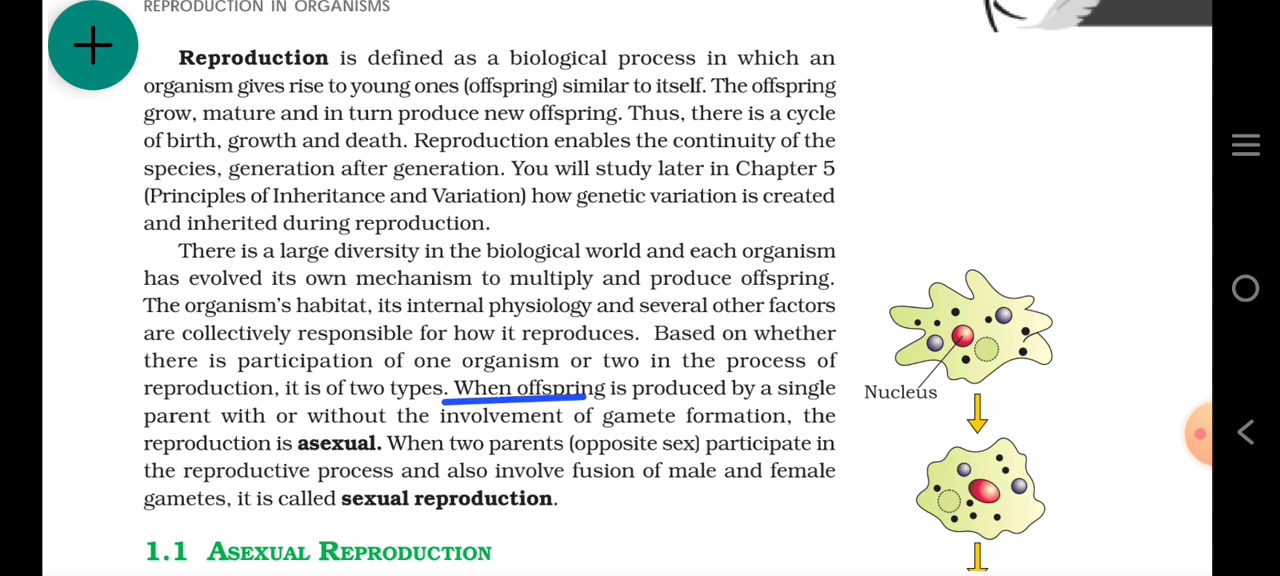 REPRODUCTION IN ORGANISMS
Reproduction is defined as a biological process in which an
organism gives rise to young ones (offspring) similar to itself. The offspring
grow, mature and in turn produce new offspring. Thus, there is a cycle
of birth, growth and death. Reproduction enables the continuity of the
species, generation after generation. You will study later in Chapter 5
(Principles of Inheritance and Variation) how genetic variation is created
and inherited during reproduction.
There is a large diversity in the biological world and each organism
has evolved its own mechanism to multiply and produce offspring.
The organism's habitat, its internal physiology and several other factors
are collectively responsible for how it reproduces. Based on whether
there is participation of one organism or two in the process of
reproduction, it is of two types. When offspring is produced by a single
parent with or without the involvement of gamete formation, the
reproduction is asexual. When two parents (opposite sex) participate in
the reproductive process and also involve fusion of male and female
gametes, it is called sexual reproduction.
1.1 ASEXUAL REPRODUCTION
Nucleus